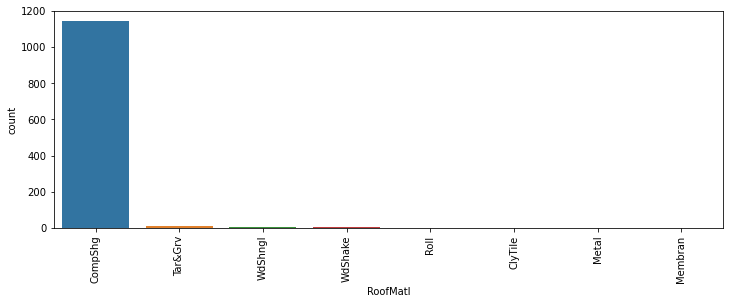 1200
1000
800
600
400
200
0
count
CompShg
Tar&Grv
WdShngl
WdShake
Roll
ClyTile
Metal
Membran
RoofMatl